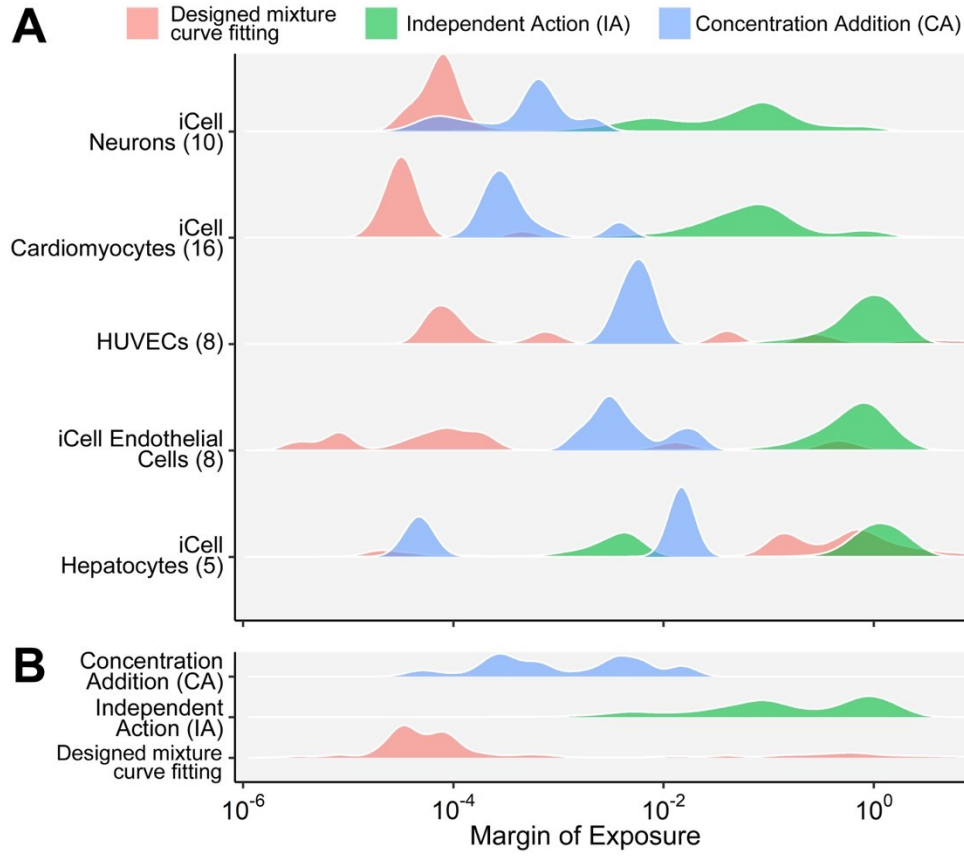 A
Designed mixture
curve fitting
Independent Action (IA)
Concentration Addition (CA)
iCell
Neurons (10)
iCell
Cardiomyocytes (16)
HUVECs (8)
iCell Endothelial
Cells (8)
iCell
Hepatocytes (5)
B
Concentration
Addition (CA)
Independent
Action (IA)
Designed mixture
curve fitting
10⁻⁶ 10⁻⁴ 10⁻² 10⁰
Margin of Exposure